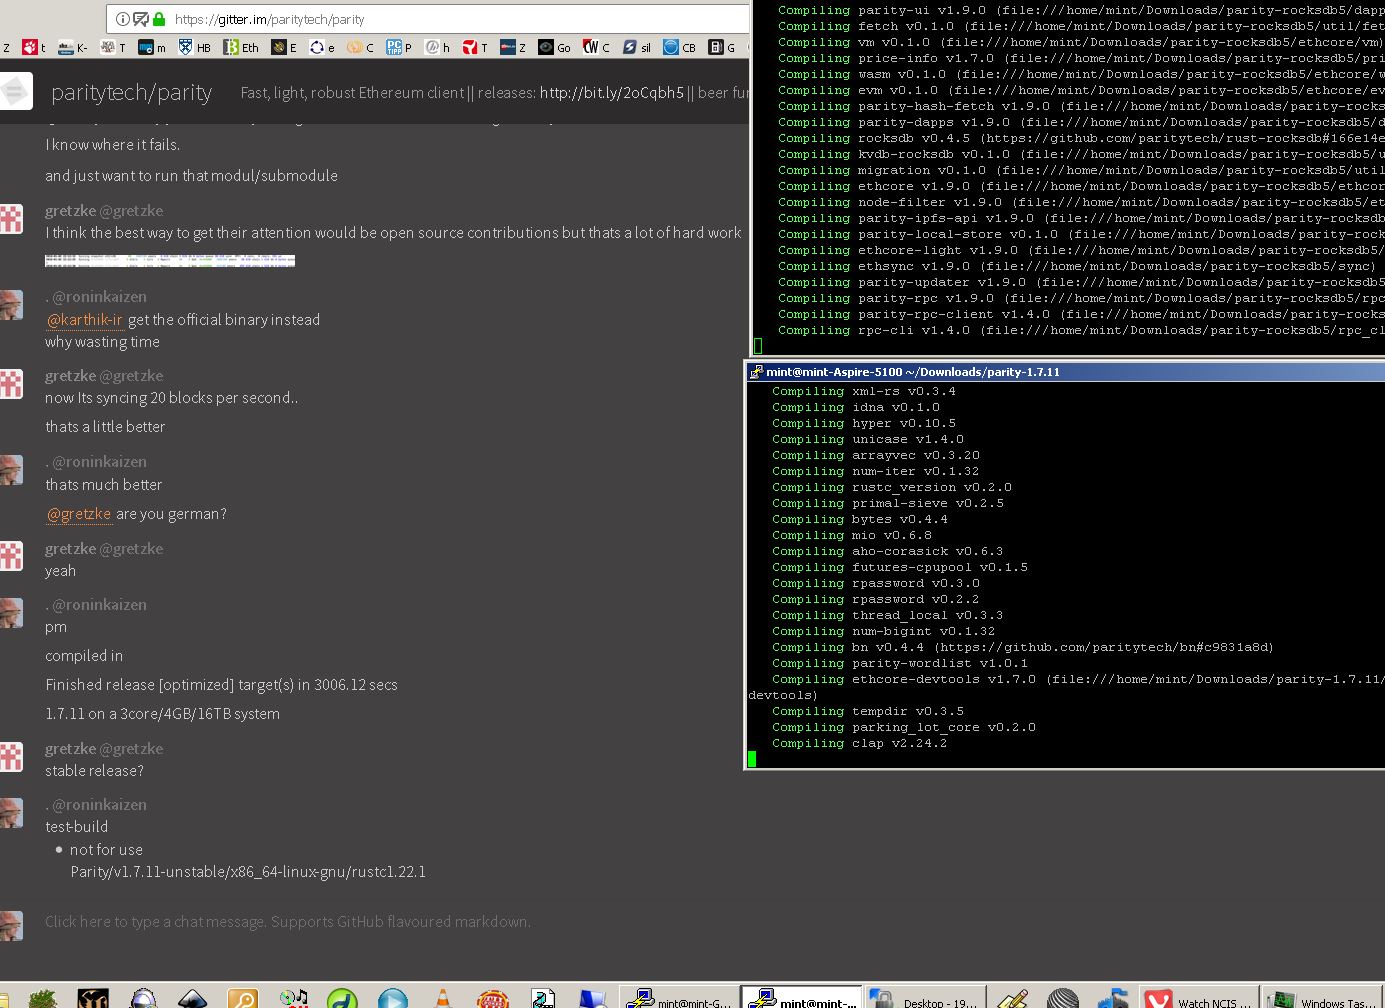 https://gitter.im/paritytech/parity
Z t K- T m HB Eth E e C P h T Z Go C sil CB G
paritytech/parity Fast, light, robust Ethereum client || releases: http://bit.ly/2oCqbh5 || beer fur
I know where it fails.
and just want to run that modul/submodule
gretzke @gretzke
I think the best way to get their attention would be open source contributions but thats a lot of hard work
. @roninkaizen
@karthik-ir get the official binary instead
why wasting time
gretzke @gretzke
now Its syncing 20 blocks per second..
thats a little better
. @roninkaizen
thats much better
@gretzke are you german?
gretzke @gretzke
yeah
. @roninkaizen
pm
compiled in
Finished release [optimized] target(s) in 3006.12 secs
1.7.11 on a 3core/4GB/16TB system
gretzke @gretzke
stable release?
. @roninkaizen
test-build
• not for use
Parity/v1.7.11-unstable/x86_64-linux-gnu/rustc1.22.1
Click here to type a chat message. Supports GitHub flavoured markdown.
Compiling parity-ui v1.9.0 (file:///home/mint/Downloads/parity-rocksdb5/dapp
Compiling fetch v0.1.0 (file:///home/mint/Downloads/parity-rocksdb5/util/fet
Compiling vm v0.1.0 (file:///home/mint/Downloads/parity-rocksdb5/ethcore/vm)
Compiling price-info v1.7.0 (file:///home/mint/Downloads/parity-rocksdb5/pri
Compiling wasm v0.1.0 (file:///home/mint/Downloads/parity-rocksdb5/ethcore/w
Compiling evm v0.1.0 (file:///home/mint/Downloads/parity-rocksdb5/ethcore/ev
Compiling parity-hash-fetch v1.9.0 (file:///home/mint/Downloads/parity-rocks
Compiling parity-dapps v1.9.0 (file:///home/mint/Downloads/parity-rocksdb5/d
Compiling rocksdb v0.4.5 (https://github.com/paritytech/rust-rocksdb#166e14e
Compiling kvdb-rocksdb v0.1.0 (file:///home/mint/Downloads/parity-rocksdb5/u
Compiling migration v0.1.0 (file:///home/mint/Downloads/parity-rocksdb5/util
Compiling ethcore v1.9.0 (file:///home/mint/Downloads/parity-rocksdb5/ethcor
Compiling node-filter v1.9.0 (file:///home/mint/Downloads/parity-rocksdb5/et
Compiling parity-ipfs-api v1.9.0 (file:///home/mint/Downloads/parity-rocksdb
Compiling parity-local-store v0.1.0 (file:///home/mint/Downloads/parity-rock
Compiling ethcore-light v1.9.0 (file:///home/mint/Downloads/parity-rocksdb5/
Compiling ethsync v1.9.0 (file:///home/mint/Downloads/parity-rocksdb5/sync)
Compiling parity-updater v1.9.0 (file:///home/mint/Downloads/parity-rocksdb5
Compiling parity-rpc v1.9.0 (file:///home/mint/Downloads/parity-rocksdb5/rpc
Compiling parity-rpc-client v1.4.0 (file:///home/mint/Downloads/parity-rocks
Compiling rpc-cli v1.4.0 (file:///home/mint/Downloads/parity-rocksdb5/rpc_cl
mint@mint-Aspire-5100 ~/Downloads/parity-1.7.11
Compiling xml-rs v0.3.4
Compiling idna v0.1.0
Compiling hyper v0.10.5
Compiling unicase v1.4.0
Compiling arrayvec v0.3.20
Compiling num-iter v0.1.32
Compiling rustc_version v0.2.0
Compiling primal-sieve v0.2.5
Compiling bytes v0.4.4
Compiling mio v0.6.8
Compiling aho-corasick v0.6.3
Compiling futures-cpupool v0.1.5
Compiling rpassword v0.3.0
Compiling rpassword v0.2.2
Compiling thread_local v0.3.3
Compiling num-bigint v0.1.32
Compiling bn v0.4.4 (https://github.com/paritytech/bn#c9831a8d)
Compiling parity-wordlist v1.0.1
Compiling ethcore-devtools v1.7.0 (file:///home/mint/Downloads/parity-1.7.11/
devtools)
Compiling tempdir v0.3.5
Compiling parking_lot_core v0.2.0
Compiling clap v2.24.2
mint@mint-G... mint@mint-... Desktop - 19... Watch NCIS ... Windows Tas...